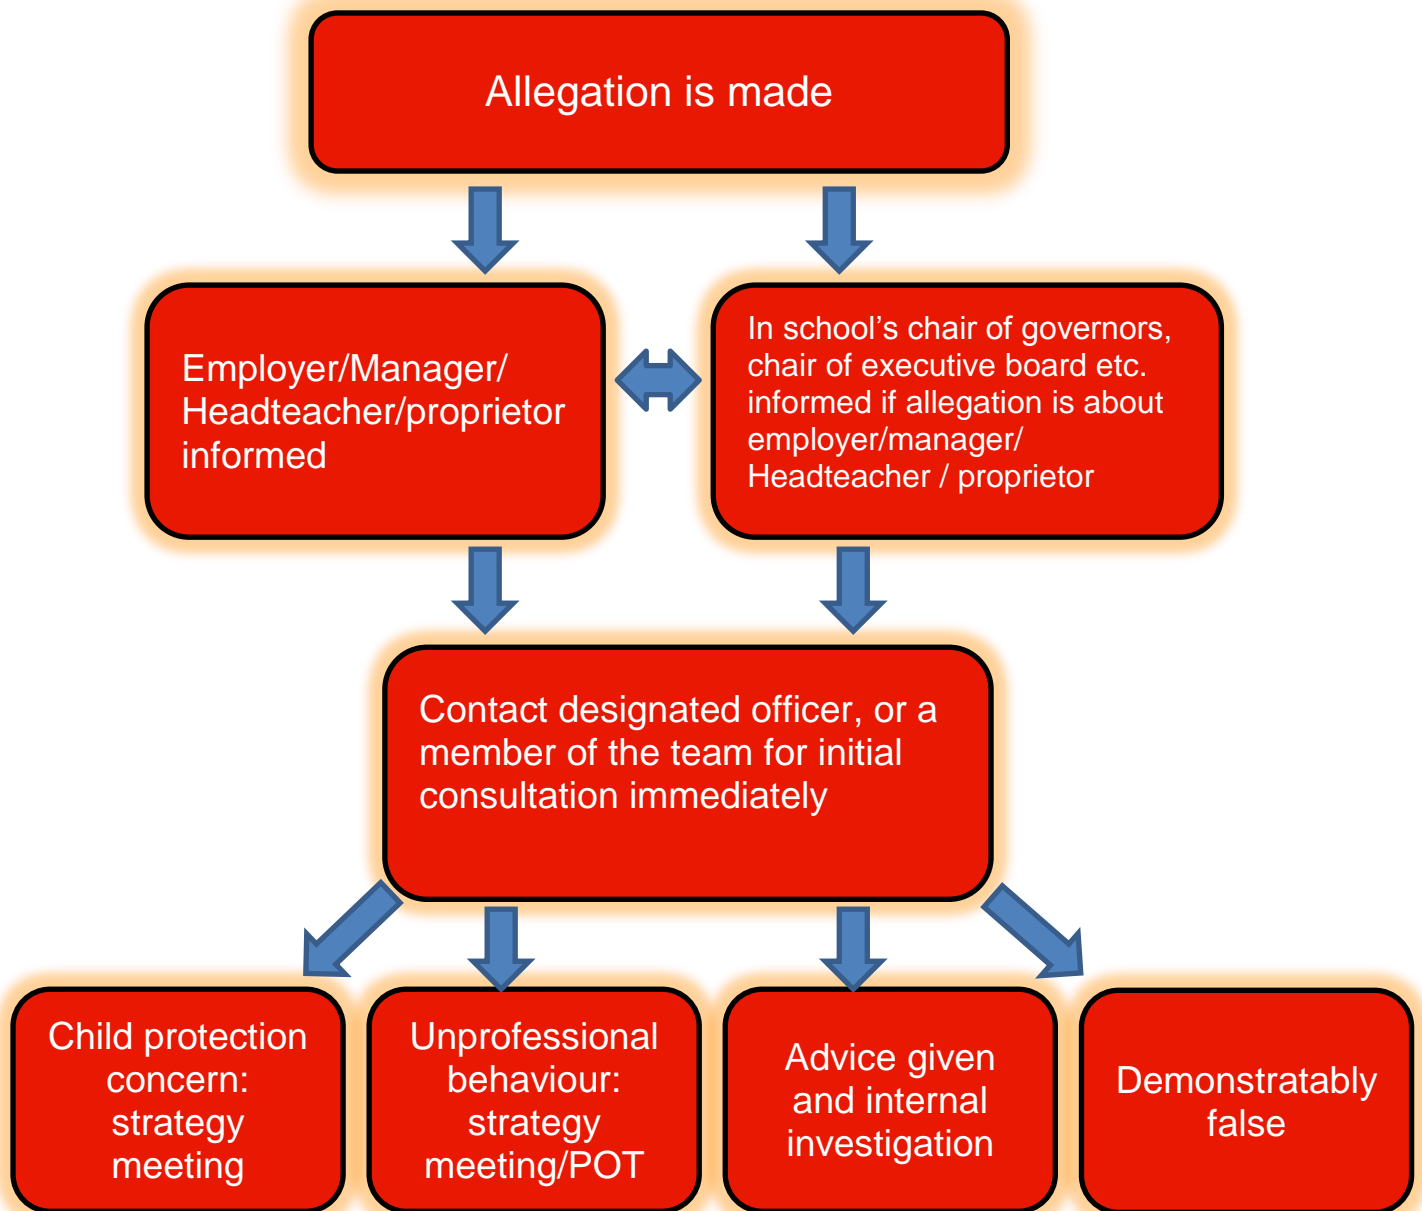 Allegation is made
Employer/Manager/
Headteacher/proprietor
informed
In school’s chair of governors,
chair of executive board etc.
informed if allegation is about
employer/manager/
Headteacher / proprietor
Contact designated officer, or a
member of the team for initial
consultation immediately
Child protection
concern:
strategy
meeting
Unprofessional
behaviour:
strategy
meeting/POT
Advice given
and internal
investigation
Demonstratably
false